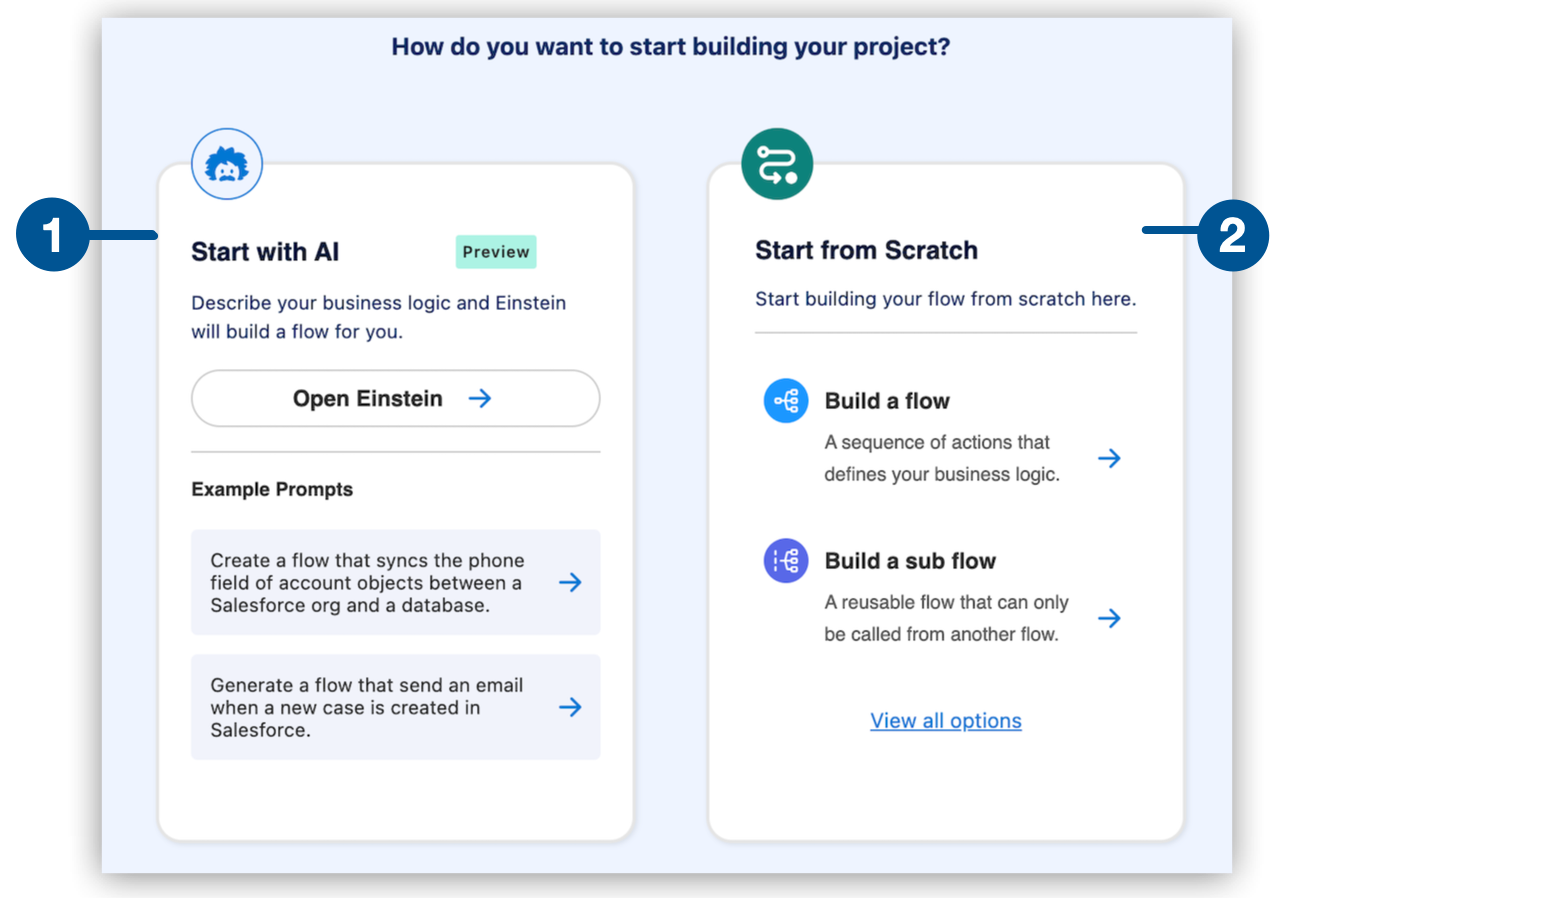 How do you want to start building your project?
1
Start with AI
Preview
Describe your business logic and Einstein
will build a flow for you.
Open Einstein
Example Prompts
Create a flow that syncs the phone
field of account objects between a
Salesforce org and a database.
Generate a flow that send an email
when a new case is created in
Salesforce.
2
Start from Scratch
Start building your flow from scratch here.
Build a flow
A sequence of actions that
defines your business logic.
Build a sub flow
A reusable flow that can only
be called from another flow.
View all options